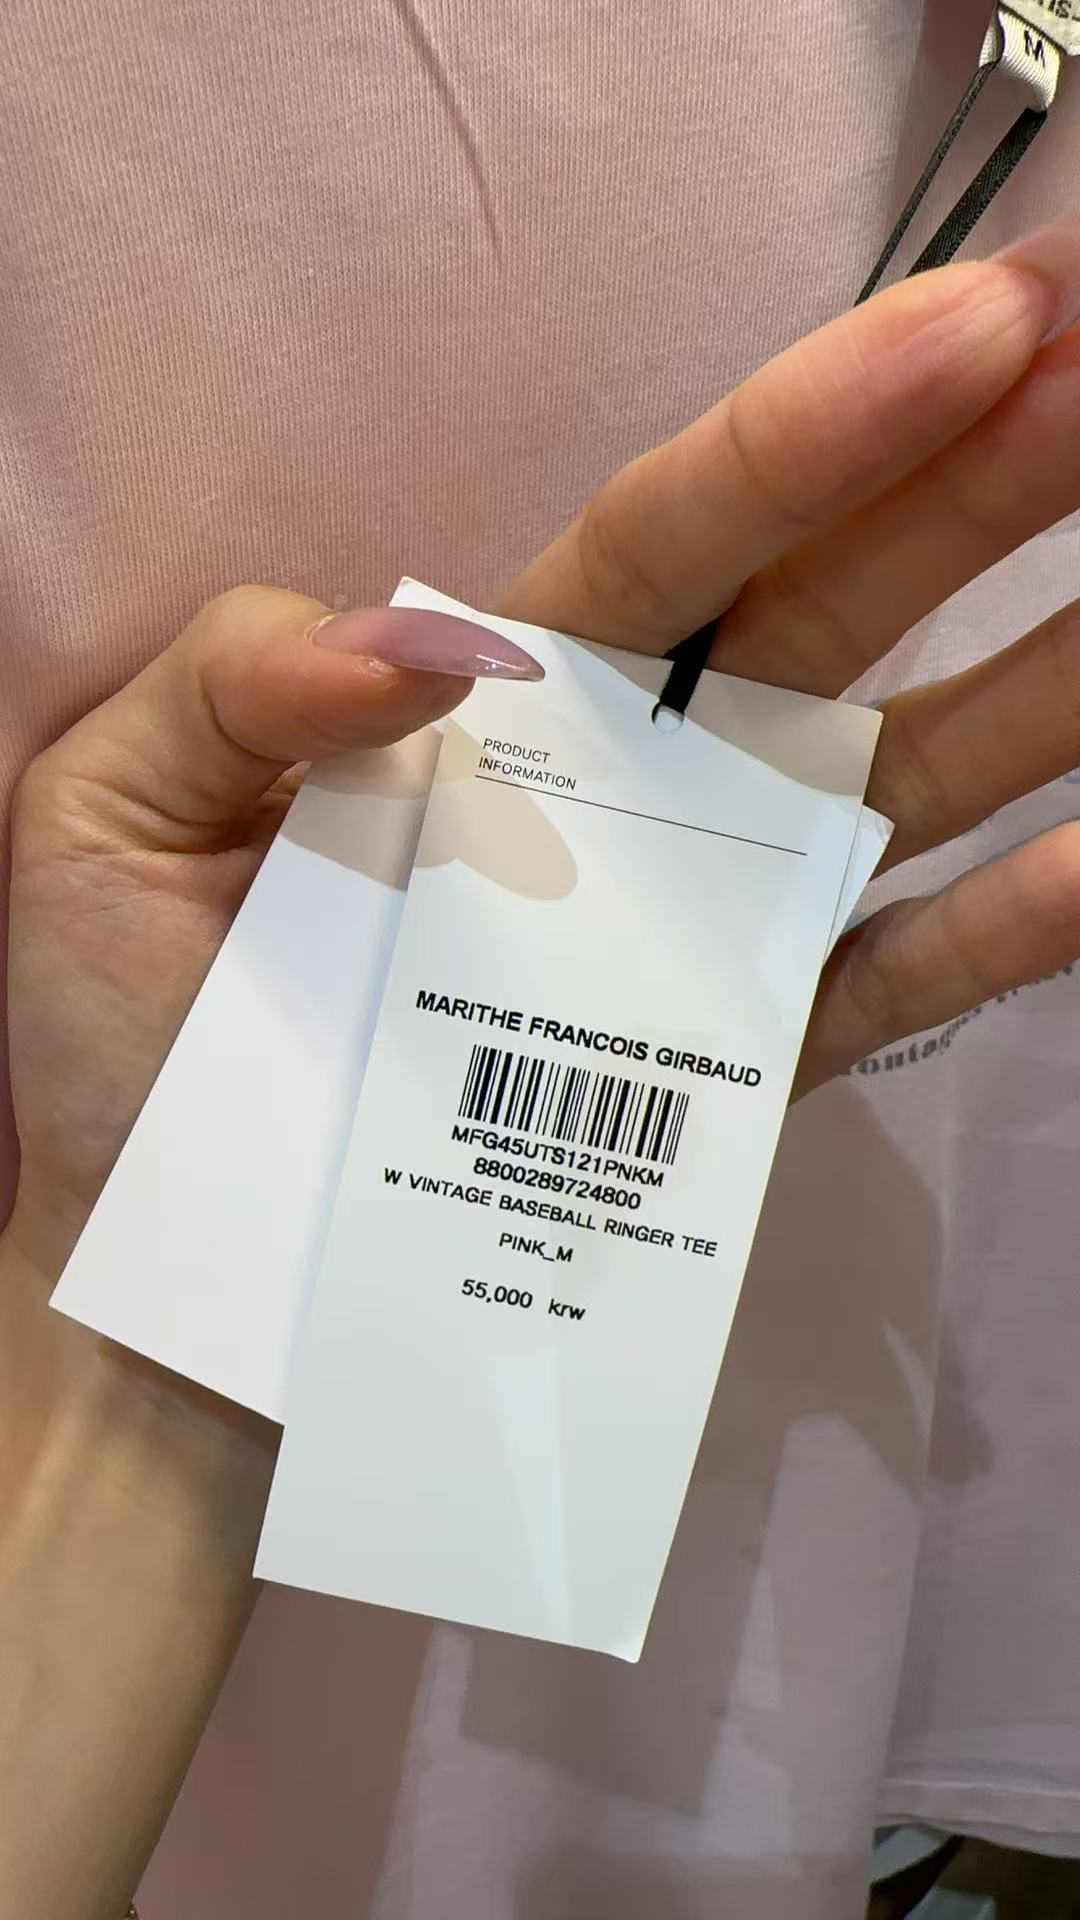 M
PRODUCT
INFORMATION
MARITHE FRANCOIS GIRBAUD
MFG45UTS121PNKM
8800289724800
W VINTAGE BASEBALL RINGER TEE
PINK_M
55,000 krw